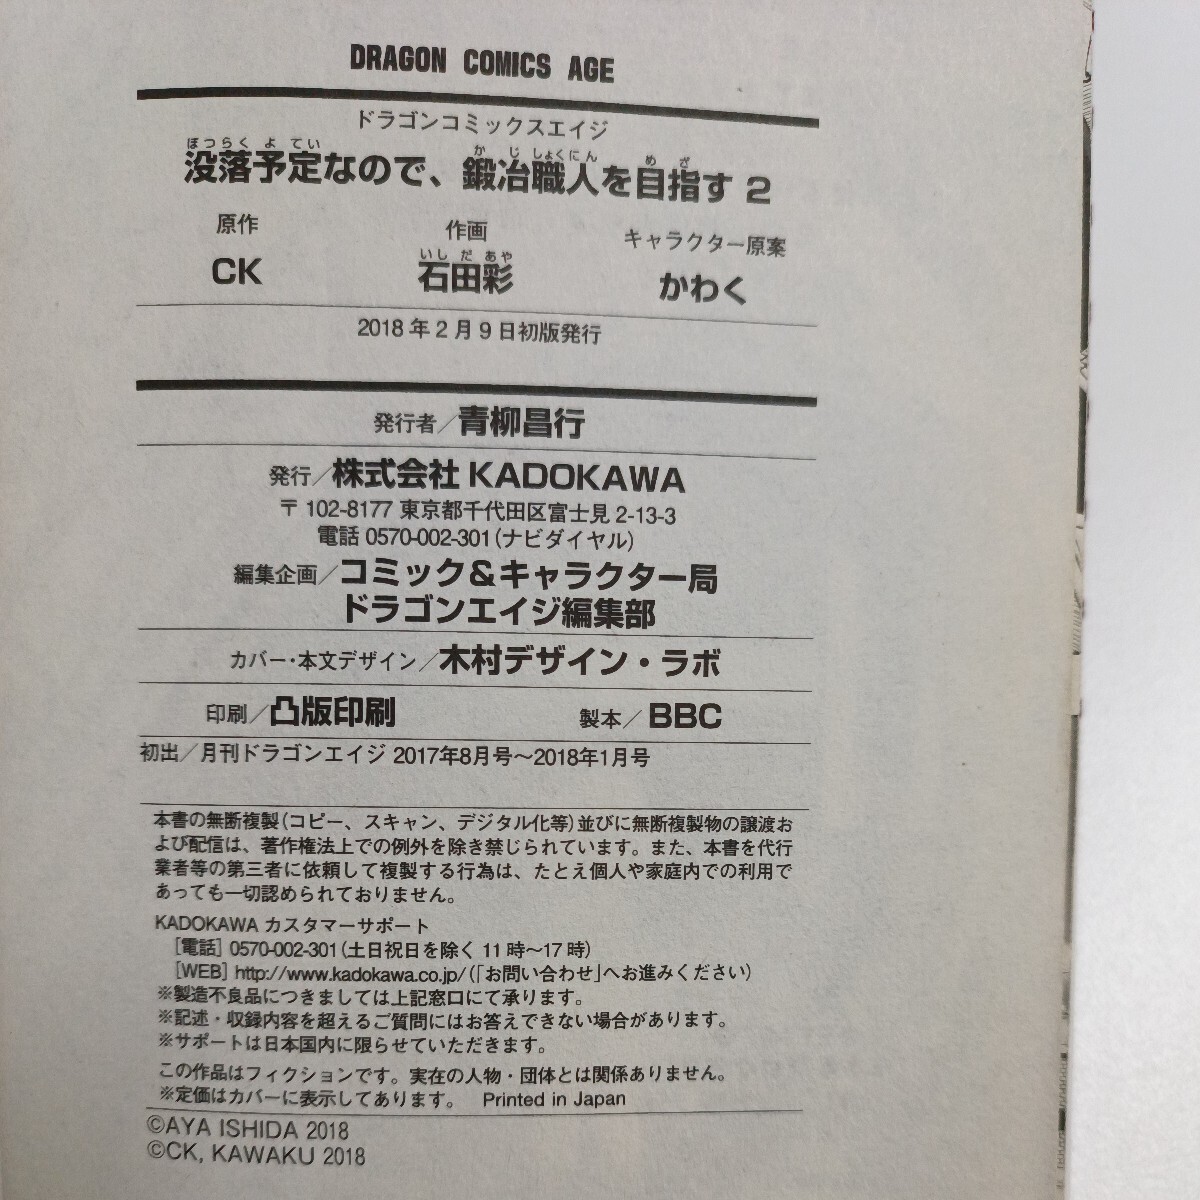 DRAGON COMICS AGE
ドラゴンコミックスエイジ
ほつらく よ てい か じ しょくにん め ざ
没落予定なので、鍛冶職人を目指す 2
原作 作画 キャラクター原案
いし だ あや
CK 石田彩 かわく
2018 年 2 月 9 日初版発行
発行者/青柳昌行
発行/株式会社 KADOKAWA
〒102-8177 東京都千代田区富士見 2-13-3
電話 0570-002-301(ナビダイヤル)
編集企画/コミック&キャラクター局
ドラゴンエイジ編集部
カバー・本文デザイン/木村デザイン・ラボ
印刷/凸版印刷 製本/BBC
初出/月刊ドラゴンエイジ 2017年8月号〜2018年1月号
本書の無断複製(コピー、スキャン、デジタル化等)並びに無断複製物の譲渡お
よび配信は、著作権法上での例外を除き禁じられています。また、本書を代行
業者等の第三者に依頼して複製する行為は、たとえ個人や家庭内での利用で
あっても一切認められておりません。
KADOKAWA カスタマーサポート
[電話] 0570-002-301(土日祝日を除く 11 時〜17 時)
[WEB] http://www.kadokawa.co.jp/(「お問い合わせ」へお進みください)
※製造不良品につきましては上記窓口にて承ります。
※記述・収録内容を超えるご質問にはお答えできない場合があります。
※サポートは日本国内に限らせていただきます。
この作品はフィクションです。実在の人物・団体とは関係ありません。
※定価はカバーに表示してあります。 Printed in Japan
©AYA ISHIDA 2018
©CK, KAWAKU 2018